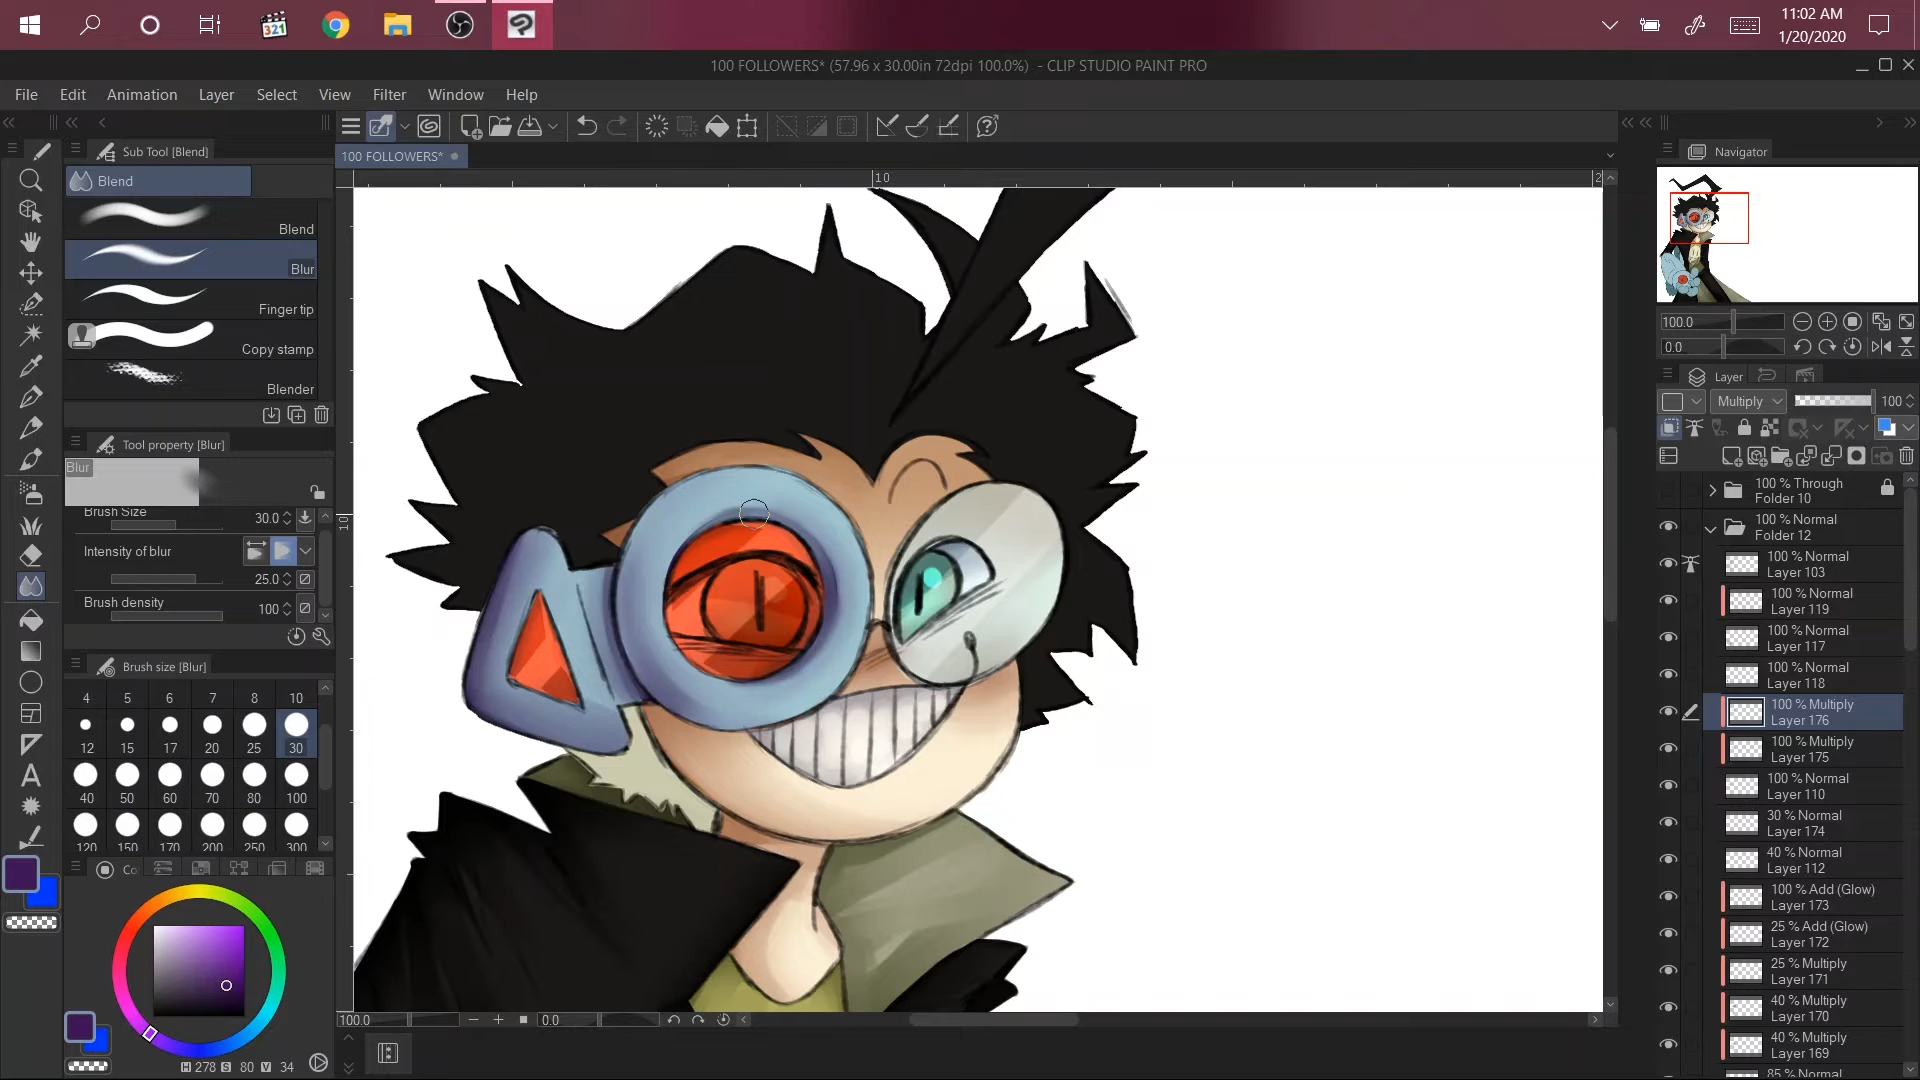 321
11:02 AM
1/20/2020
100 FOLLOWERS* (57.96 x 30.00in 72dpi 100.0%) - CLIP STUDIO PAINT PRO
File Edit Animation Layer Select View Filter Window Help
Sub Tool [Blend]
Blend
Blend
Blur
Finger tip
Copy stamp
Blender
Tool property [Blur]
Blur
Brush Size 30.0
Intensity of blur
25.0
Brush density 100
Brush size [Blur]
4 5 6 7 8 10
12 15 17 20 25 30
40 50 60 70 80 100
120 150 170 200 250 300
Co
H 278 S 80 V 34
100 FOLLOWERS*
10
2
10
100.0 0.0
Navigator
100.0
0.0
Layer
Multiply 100
100 % Through
Folder 10
100 % Normal
Folder 12
100 % Normal
Layer 103
100 % Normal
Layer 119
100 % Normal
Layer 117
100 % Normal
Layer 118
100 % Multiply
Layer 176
100 % Multiply
Layer 175
100 % Normal
Layer 110
30 % Normal
Layer 174
40 % Normal
Layer 112
100 % Add (Glow)
Layer 173
25 % Add (Glow)
Layer 172
25 % Multiply
Layer 171
40 % Multiply
Layer 170
40 % Multiply
Layer 169
85 % Normal